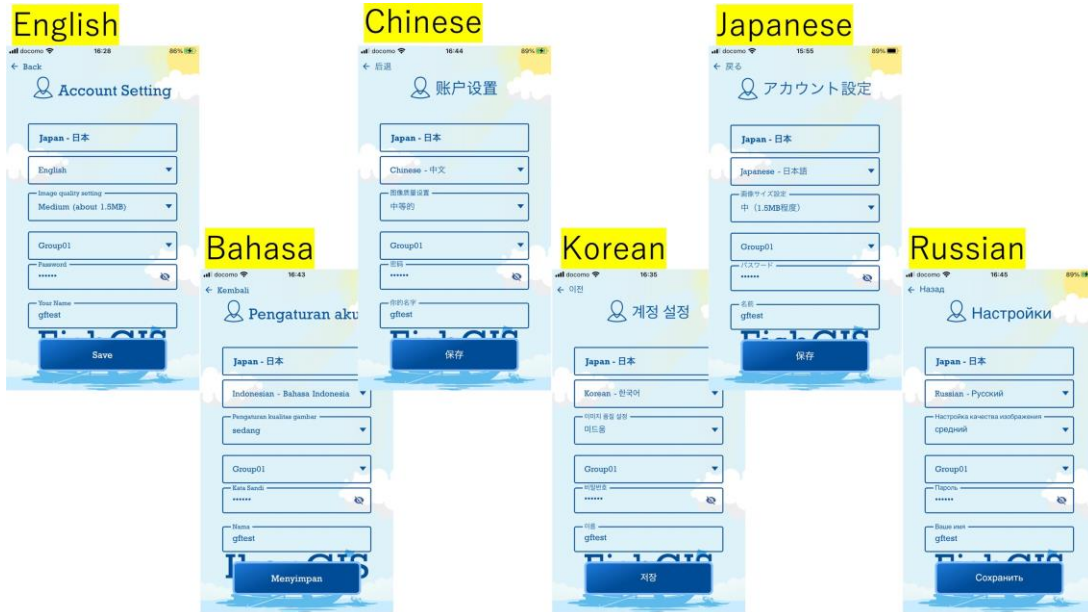 English
docomo 16:28 86%
← Back
Account Setting
Japan - 日本
English
Image quality setting
Medium (about 1.5MB)
Group01
Password
••••••
Your Name
gftest
FishGIS
Save
Bahasa
docomo 16:43
← Kembali
Pengaturan aku
Japan - 日本
Indonesian - Bahasa Indonesia
Pengaturan kualitas gambar
sedang
Group01
Kata Sandi
••••••
Nama
gftest
Menyimpan
Chinese
docomo 16:44 89%
← 后退
账户设置
Japan - 日本
Chinese - 中文
图像质量设置
中等的
Group01
密码
••••••
你的名字
gftest
FishGIS
保存
Korean
docomo 16:35
← 이전
계정 설정
Japan - 日本
Korean - 한국어
이미지 품질 설정
미드움
Group01
비밀번호
••••••
이름
gftest
FishGIS
저장
Japanese
docomo 15:55 89%
← 戻る
アカウント設定
Japan - 日本
Japanese - 日本語
画像サイズ設定
中（1.5MB程度）
Group01
パスワード
••••••
名前
gftest
FishGIS
保存
Russian
docomo 16:45 89%
← Назад
Настройки
Japan - 日本
Russian - Русский
Настройка качества изображения
средний
Group01
Пароль
••••••
Ваше имя
gftest
FishGIS
Сохранить